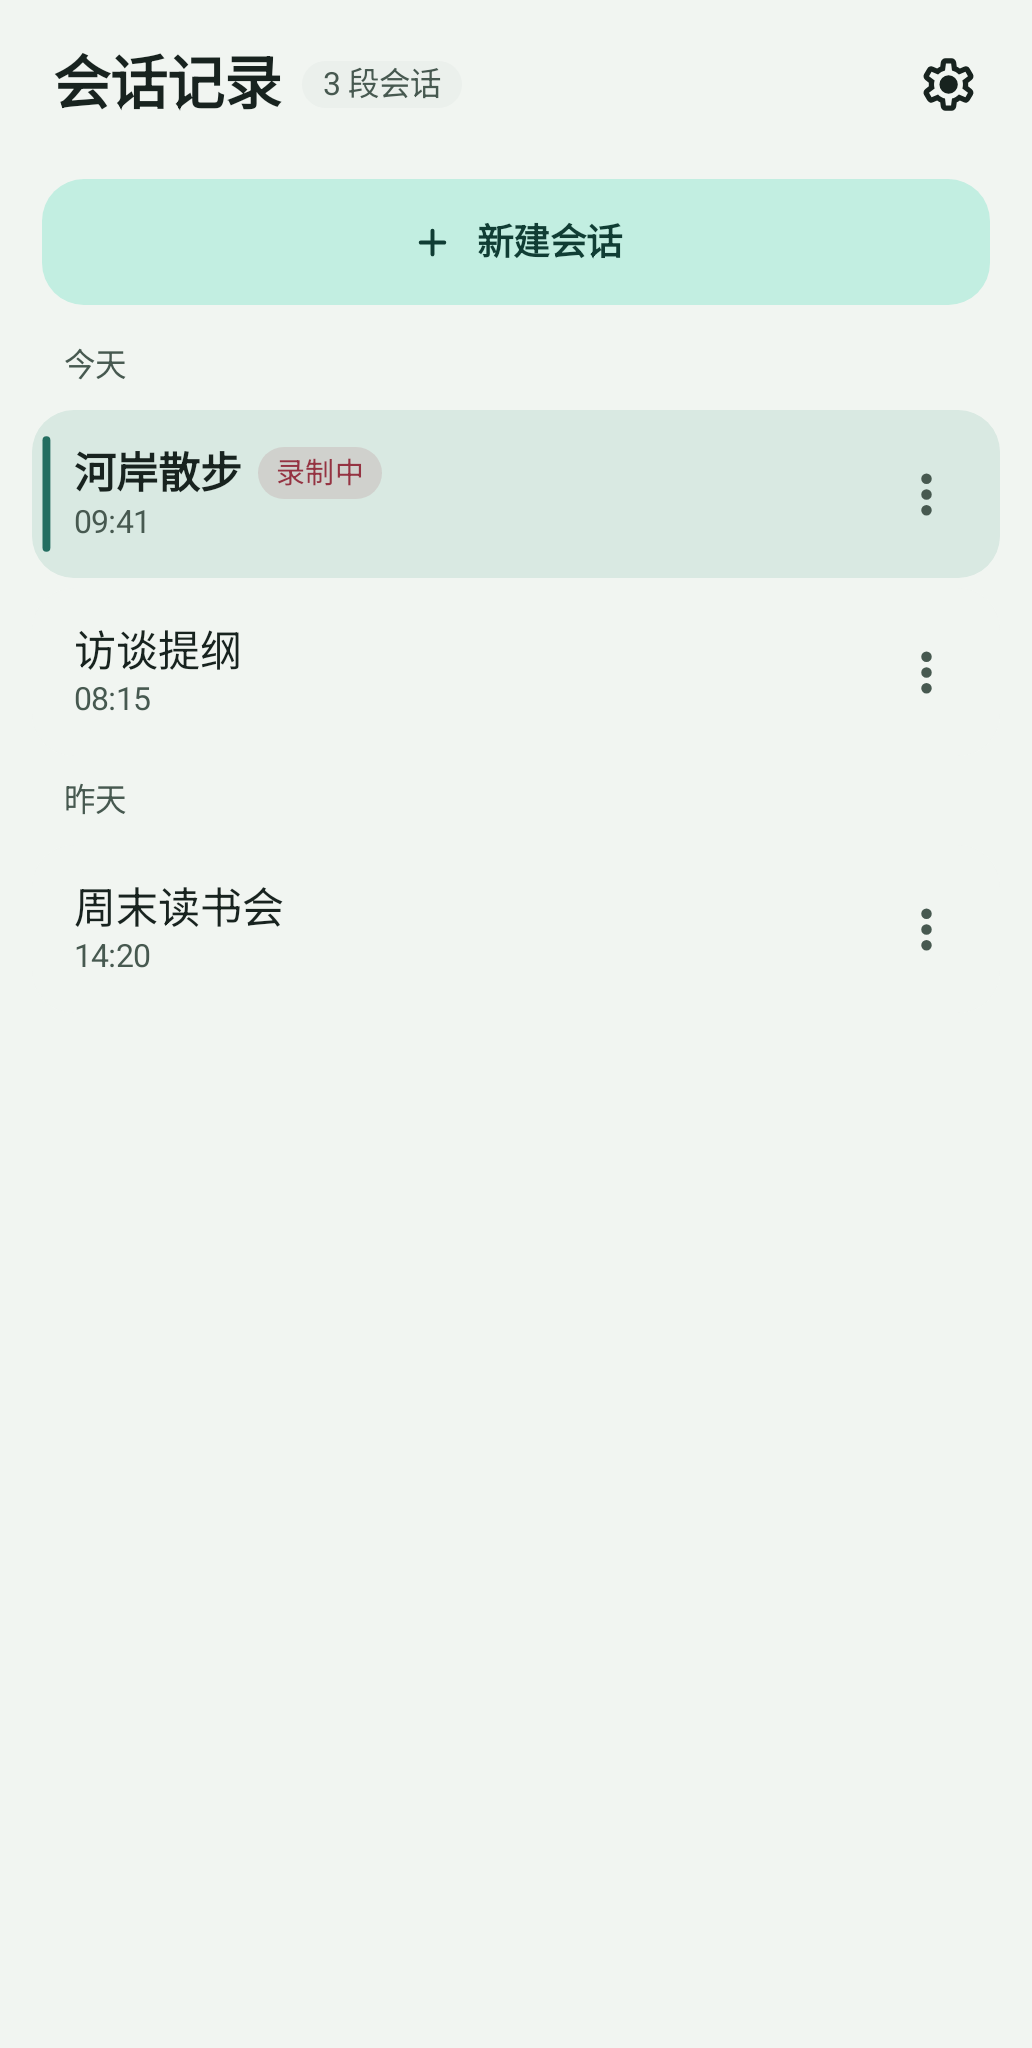 会话记录 3 段会话
+ 新建会话
今天
河岸散步 录制中
09:41
访谈提纲
08:15
昨天
周末读书会
14:20